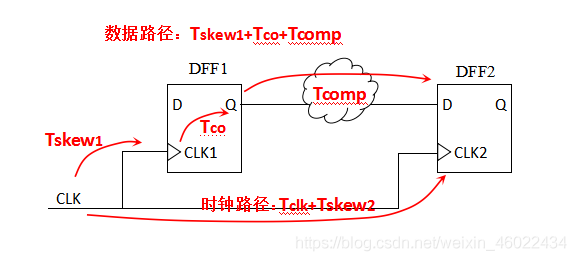 数据路径：Tskew1+Tco+Tcomp
DFF1
DFF2
D
Q
Tcomp
D
Q
Tco
Tskew1
CLK1
CLK2
CLK
时钟路径:Tclk+Tskew2
https://blog.csdn.net/weixin_46022434